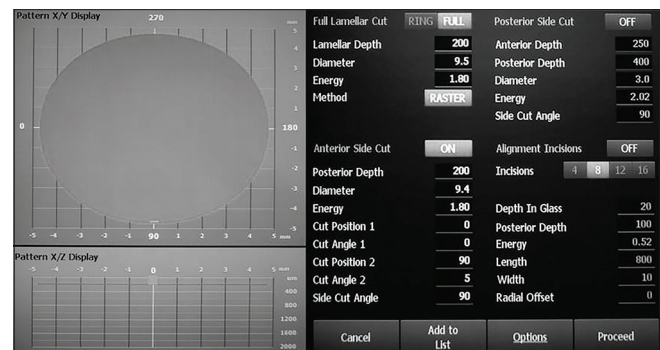 Pattern X/Y Display
270
mm
5
4
3
2
1
0
180
-1
-2
-3
-4
-5
-5 -4 -3 -2 -1 90 1 2 3 4 5 mm
Pattern X/Z Display
-5 -4 -3 -2 -1 0 1 2 3 4 5 mm
400
800
1200
1600
2000
Full Lamellar Cut RING FULL
Lamellar Depth 200
Diameter 9.5
Energy 1.80
Method RASTER
Posterior Side Cut OFF
Anterior Depth 250
Posterior Depth 400
Diameter 3.0
Energy 2.02
Side Cut Angle 90
Anterior Side Cut ON
Posterior Depth 200
Diameter 9.4
Energy 1.80
Cut Position 1 0
Cut Angle 1 0
Cut Position 2 90
Cut Angle 2 5
Side Cut Angle 90
Alignment Incisions OFF
Incisions 4 8 12 16
Depth In Glass 20
Posterior Depth 100
Energy 0.52
Length 800
Width 10
Radial Offset 0
Cancel
Add to
List
Options
Proceed